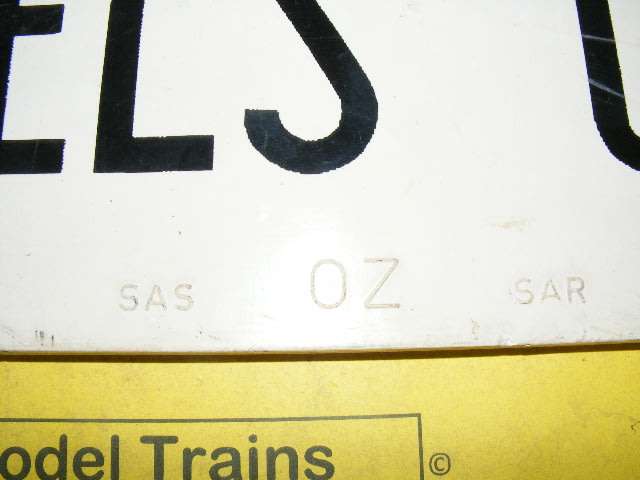 ELS
SAS OZ SAR
odel Trains ©